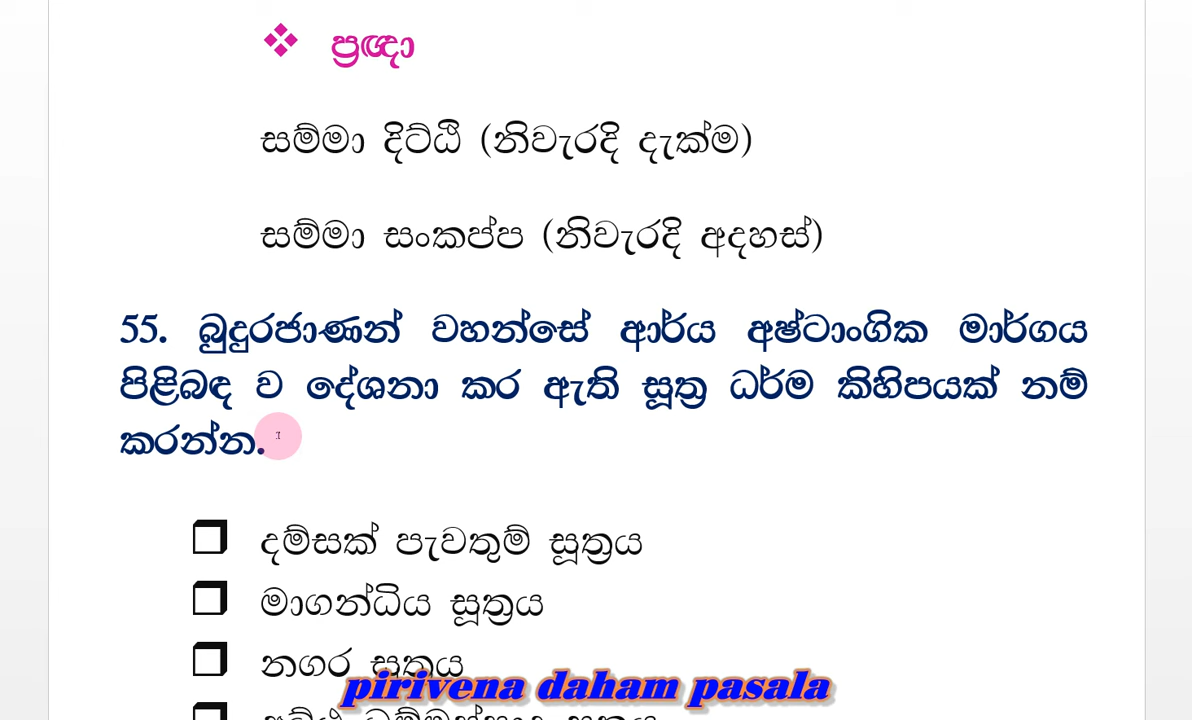 ❖ ප්‍රඥා
සම්මා දිට්ඨි (නිවැරදි දැක්ම)
සම්මා සංකප්ප (නිවැරදි අදහස්)
55. බුදුරජාණන් වහන්සේ ආර්ය අෂ්ටාංගික මාර්ගය
පිළිබඳ ව දේශනා කර ඇති සූත්‍ර ධර්ම කිහිපයක් නම්
කරන්න.
❒ දම්සක් පැවතුම් සූත්‍රය
❒ මාගන්ධිය සූත්‍රය
❒ නගර සූත්‍රය
pirivena daham pasala